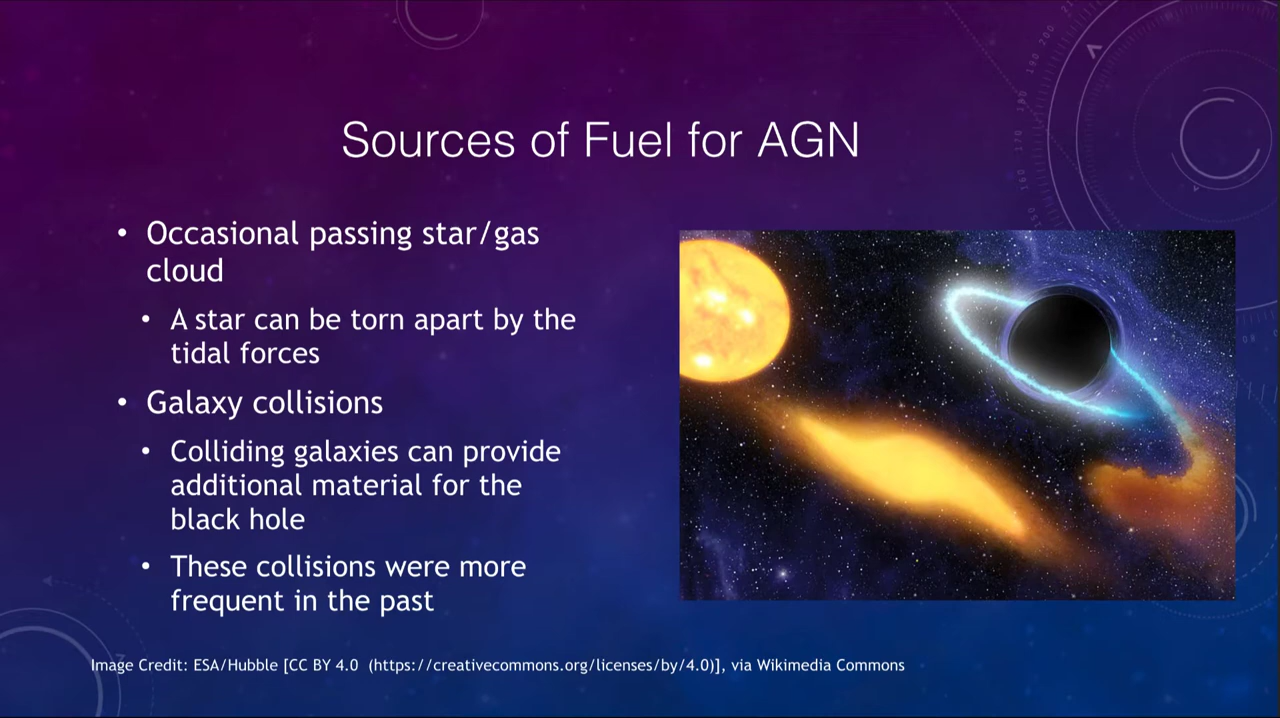 Sources of Fuel for AGN
• Occasional passing star/gas
cloud
• A star can be torn apart by the
tidal forces
• Galaxy collisions
• Colliding galaxies can provide
additional material for the
black hole
• These collisions were more
frequent in the past
Image Credit: ESA/Hubble [CC BY 4.0 (https://creativecommons.org/licenses/by/4.0)], via Wikimedia Commons